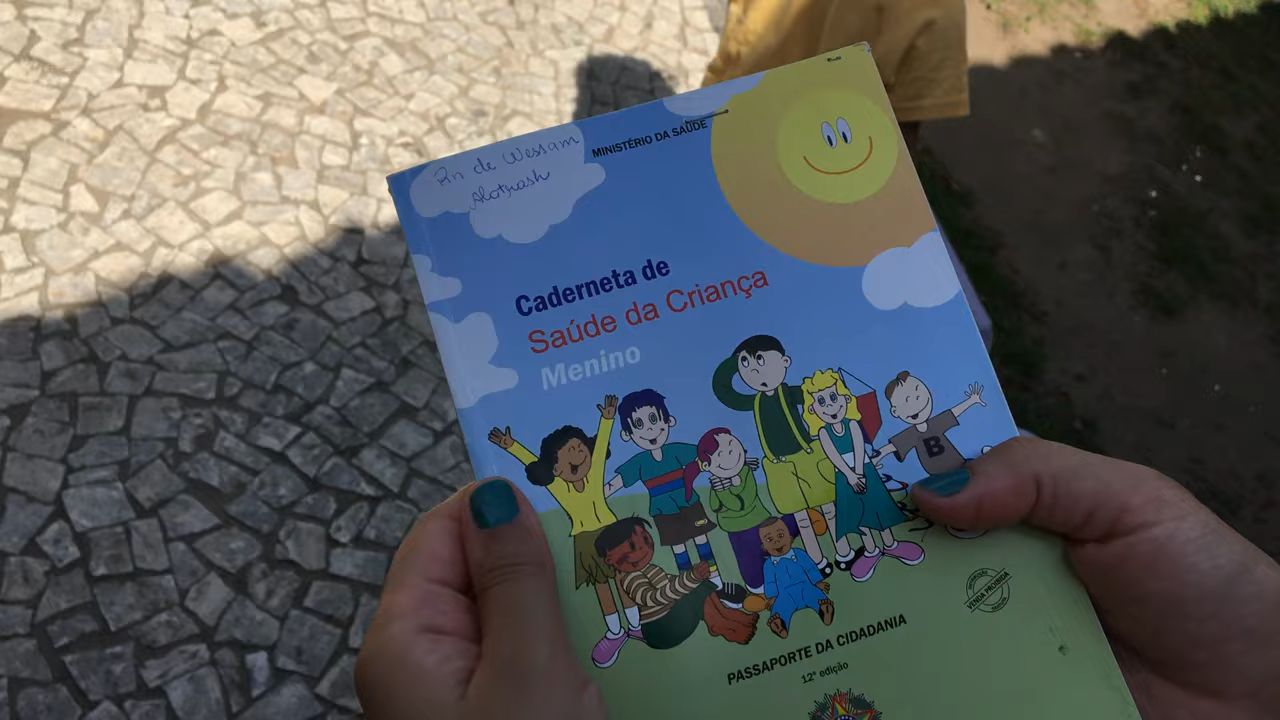 MINISTÉRIO DA SAÚDE
Rn de Wessam
Alotrash
Caderneta de
Saúde da Criança
Menino
B
VENDA PROIBIDA
PASSAPORTE DA CIDADANIA
12ª edição